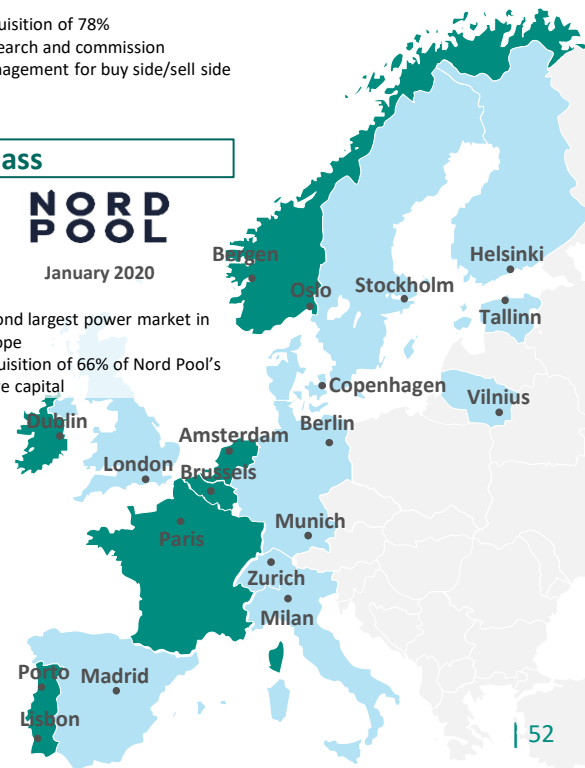 uisition of 78%
earch and commission
nagement for buy side/sell side
ass
NORD
POOL
January 2020
ond largest power market in
ope
uisition of 66% of Nord Pool's
e capital
Bergen
Oslo
Stockholm
Helsinki
Tallinn
Copenhagen
Vilnius
Dublin
Amsterdam
Berlin
London
Brussels
Paris
Munich
Zurich
Milan
Porto
Madrid
Lisbon
| 52